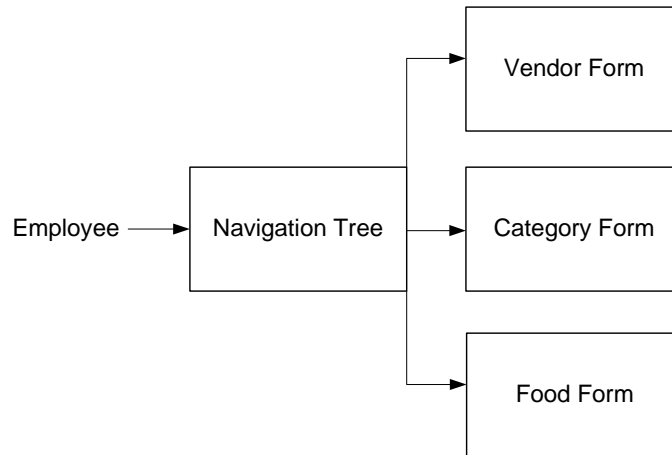 Vendor Form
Employee
Navigation Tree
Category Form
Food Form